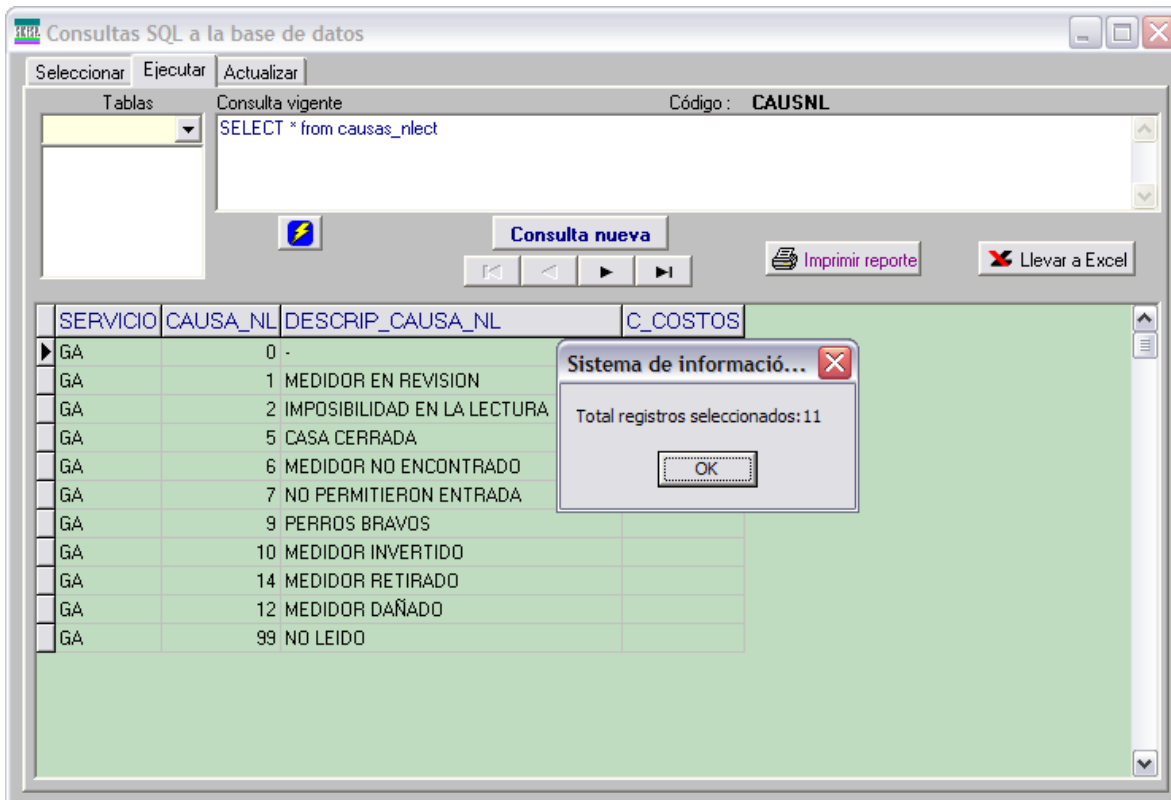 Consultas SQL a la base de datos
Seleccionar Ejecutar Actualizar
Tablas Consulta vigente Código : CAUSNL
SELECT * from causas_nlect
Consulta nueva
Imprimir reporte Llevar a Excel
SERVICIO CAUSA_NL DESCRIP_CAUSA_NL C_COSTOS
GA 0 -
GA 1 MEDIDOR EN REVISION
GA 2 IMPOSIBILIDAD EN LA LECTURA
GA 5 CASA CERRADA
GA 6 MEDIDOR NO ENCONTRADO
GA 7 NO PERMITIERON ENTRADA
GA 9 PERROS BRAVOS
GA 10 MEDIDOR INVERTIDO
GA 14 MEDIDOR RETIRADO
GA 12 MEDIDOR DAÑADO
GA 99 NO LEIDO
Sistema de informació...
Total registros seleccionados:11
OK